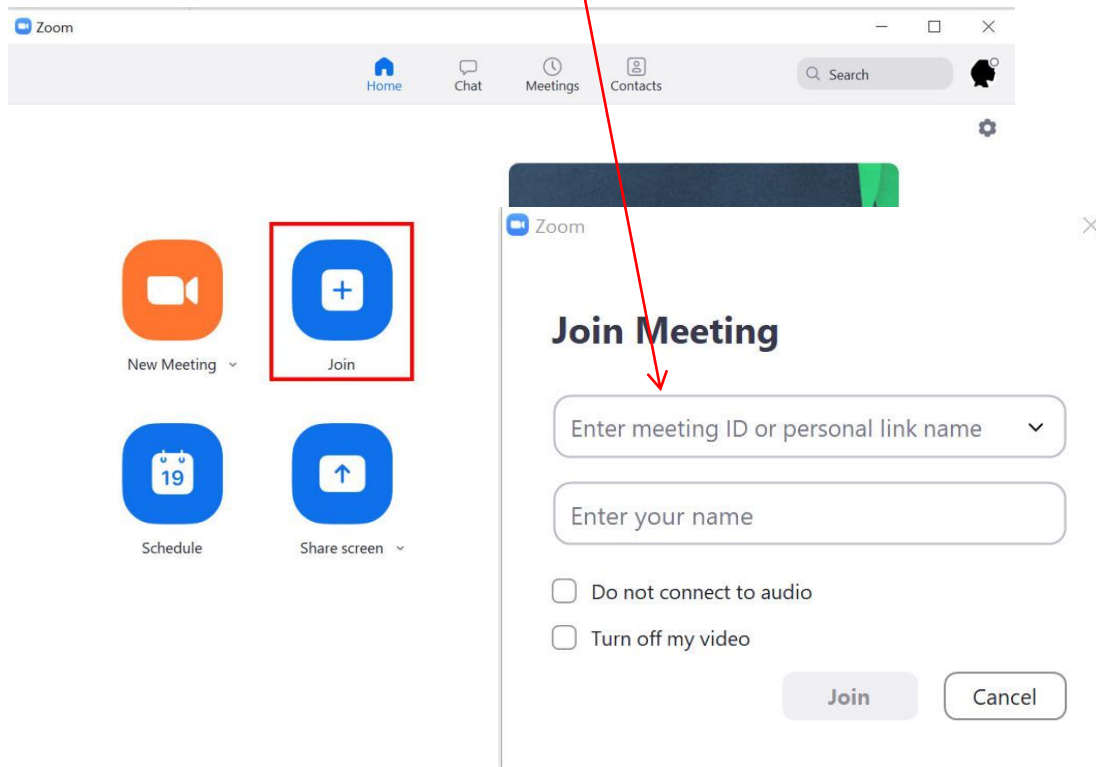 Zoom
Home
Chat
Meetings
Contacts
Search
New Meeting
Join
19
Schedule
Share screen
Zoom
Join Meeting
Enter meeting ID or personal link name
Enter your name
Do not connect to audio
Turn off my video
Join
Cancel